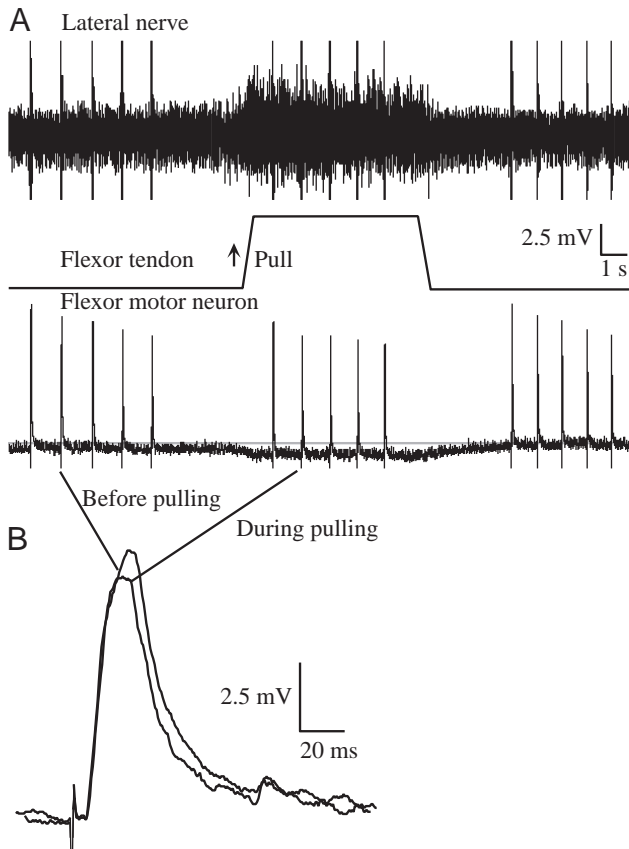 A
Lateral nerve
2.5 mV
1 s
Flexor tendon
Pull
Flexor motor neuron
Before pulling
During pulling
B
2.5 mV
20 ms